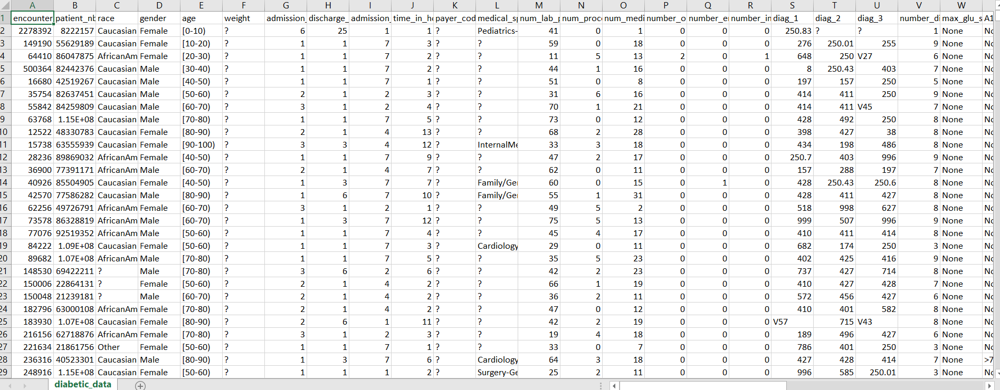 A B C D E F G H I J K L M N O P Q R S T U V W
1 encounter patient_nb race gender age weight admission_ discharge_ admission_ time_in_ho payer_cod medical_sp num_lab_p num_proc num_medi number_o number_e number_in diag_1 diag_2 diag_3 number_di max_glu_s A1
2 2278392 8222157 Caucasian Female [0-10) ? 6 25 1 1 ? Pediatrics- 41 0 1 0 0 0 250.83 ? ? 1 None No
3 149190 55629189 Caucasian Female [10-20) ? 1 1 7 3 ? ? 59 0 18 0 0 0 276 250.01 255 9 None No
4 64410 86047875 AfricanAm Female [20-30) ? 1 1 7 2 ? ? 11 5 13 2 0 1 648 250 V27 6 None No
5 500364 82442376 Caucasian Male [30-40) ? 1 1 7 2 ? ? 44 1 16 0 0 0 8 250.43 403 7 None No
6 16680 42519267 Caucasian Male [40-50) ? 1 1 7 1 ? ? 51 0 8 0 0 0 197 157 250 5 None No
7 35754 82637451 Caucasian Male [50-60) ? 2 1 2 3 ? ? 31 6 16 0 0 0 414 411 250 9 None No
8 55842 84259809 Caucasian Male [60-70) ? 3 1 2 4 ? ? 70 1 21 0 0 0 414 411 V45 7 None No
9 63768 1.15E+08 Caucasian Male [70-80) ? 1 1 7 5 ? ? 73 0 12 0 0 0 428 492 250 8 None No
10 12522 48330783 Caucasian Female [80-90) ? 2 1 4 13 ? ? 68 2 28 0 0 0 398 427 38 8 None No
11 15738 63555939 Caucasian Female [90-100) ? 3 3 4 12 ? InternalMe 33 3 18 0 0 0 434 198 486 8 None No
12 28236 89869032 AfricanAm Female [40-50) ? 1 1 7 9 ? ? 47 2 17 0 0 0 250.7 403 996 9 None No
13 36900 77391171 AfricanAm Male [60-70) ? 2 1 4 7 ? ? 62 0 11 0 0 0 157 288 197 7 None No
14 40926 85504905 Caucasian Female [40-50) ? 1 3 7 7 ? Family/Ge 60 0 15 0 1 0 428 250.43 250.6 8 None No
15 42570 77586282 Caucasian Male [80-90) ? 1 6 7 10 ? Family/Ge 55 1 31 0 0 0 428 411 427 8 None No
16 62256 49726791 AfricanAm Female [60-70) ? 3 1 2 1 ? ? 49 5 2 0 0 0 518 998 627 8 None No
17 73578 86328819 AfricanAm Male [60-70) ? 1 3 7 12 ? ? 75 5 13 0 0 0 999 507 996 9 None No
18 77076 92519352 AfricanAm Male [50-60) ? 1 1 7 4 ? ? 45 4 17 0 0 0 410 411 414 8 None No
19 84222 1.09E+08 Caucasian Female [50-60) ? 1 1 7 3 ? Cardiology 29 0 11 0 0 0 682 174 250 3 None No
20 89682 1.07E+08 AfricanAm Male [70-80) ? 1 1 7 5 ? ? 35 5 23 0 0 0 402 425 416 9 None No
21 148530 69422211 ? Male [70-80) ? 3 6 2 6 ? ? 42 2 23 0 0 0 737 427 714 8 None No
22 150006 22864131 ? Female [50-60) ? 2 1 4 2 ? ? 66 1 19 0 0 0 410 427 428 7 None No
23 150048 21239181 ? Male [60-70) ? 2 1 4 2 ? ? 36 2 11 0 0 0 572 456 427 6 None No
24 182796 63000108 AfricanAm Female [70-80) ? 2 1 4 2 ? ? 47 0 12 0 0 0 410 401 582 8 None No
25 183930 1.07E+08 Caucasian Female [80-90) ? 2 6 1 11 ? ? 42 2 19 0 0 0 V57 715 V43 8 None No
26 216156 62718876 AfricanAm Female [70-80) ? 3 1 2 3 ? ? 19 4 18 0 0 0 189 496 427 6 None No
27 221634 21861756 Other Female [50-60) ? 1 1 7 1 ? ? 33 0 7 0 0 0 786 401 250 3 None No
28 236316 40523301 Caucasian Male [80-90) ? 1 3 7 6 ? Cardiology 64 3 18 0 0 0 427 428 414 7 None >7
29 248916 1.15E+08 Caucasian Female [50-60) ? 1 1 1 2 ? Surgery-Ge 25 2 11 0 0 0 996 585 250.01 3 None No
diabetic_data